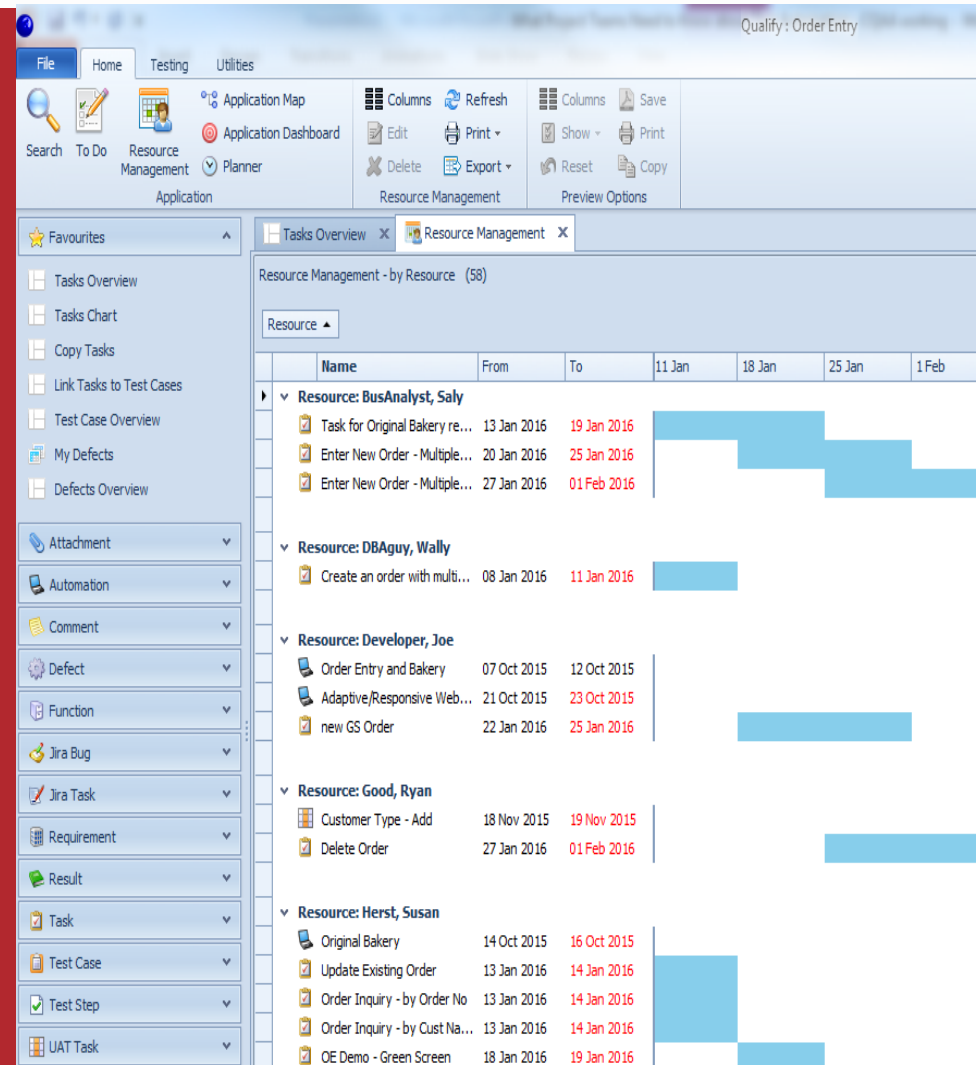 Qualify : Order Entry
File Home Testing Utilities
Search To Do Resource Management Application Map Application Dashboard Planner
Application
Columns Refresh
Edit Print
Delete Export
Resource Management
Columns Save
Show Print
Reset Copy
Preview Options
Favourites
Tasks Overview
Tasks Chart
Copy Tasks
Link Tasks to Test Cases
Test Case Overview
My Defects
Defects Overview
Attachment
Automation
Comment
Defect
Function
Jira Bug
Jira Task
Requirement
Result
Task
Test Case
Test Step
UAT Task
Tasks Overview X Resource Management X
Resource Management - by Resource (58)
Resource
Name From To 11 Jan 18 Jan 25 Jan 1 Feb
Resource: BusAnalyst, Saly
Task for Original Bakery re... 13 Jan 2016 19 Jan 2016
Enter New Order - Multiple... 20 Jan 2016 25 Jan 2016
Enter New Order - Multiple... 27 Jan 2016 01 Feb 2016
Resource: DBAguy, Wally
Create an order with multi... 08 Jan 2016 11 Jan 2016
Resource: Developer, Joe
Order Entry and Bakery 07 Oct 2015 12 Oct 2015
Adaptive/Responsive Web... 21 Oct 2015 23 Oct 2015
new GS Order 22 Jan 2016 25 Jan 2016
Resource: Good, Ryan
Customer Type - Add 18 Nov 2015 19 Nov 2015
Delete Order 27 Jan 2016 01 Feb 2016
Resource: Herst, Susan
Original Bakery 14 Oct 2015 16 Oct 2015
Update Existing Order 13 Jan 2016 14 Jan 2016
Order Inquiry - by Order No 13 Jan 2016 14 Jan 2016
Order Inquiry - by Cust Na... 13 Jan 2016 14 Jan 2016
OE Demo - Green Screen 18 Jan 2016 19 Jan 2016